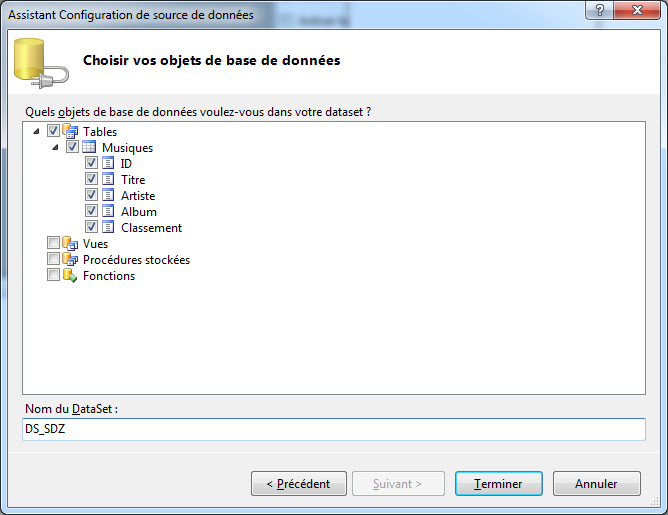 Assistant Configuration de source de données
Choisir vos objets de base de données
Quels objets de base de données voulez-vous dans votre dataset ?
Tables
Musiques
ID
Titre
Artiste
Album
Classement
Vues
Procédures stockées
Fonctions
Nom du DataSet :
DS_SDZ
< Précédent
Suivant >
Terminer
Annuler